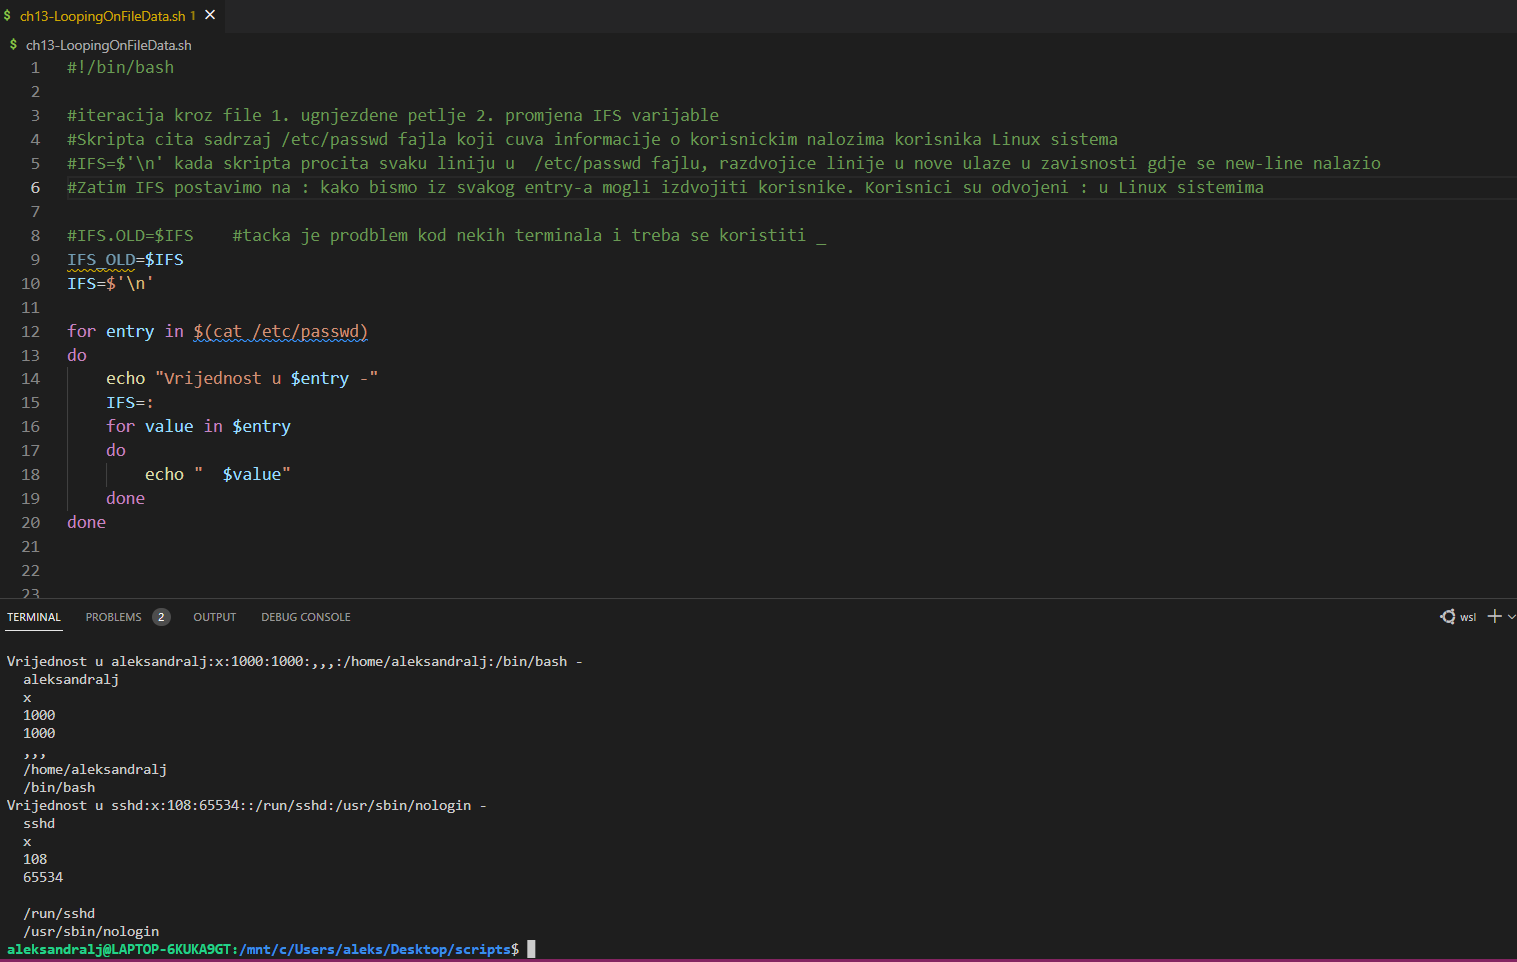 $ ch13-LoopingOnFileData.sh 1 ×
$ ch13-LoopingOnFileData.sh
1 #!/bin/bash
2
3 #iteracija kroz file 1. ugnjezdene petlje 2. promjena IFS varijable
4 #Skripta cita sadrzaj /etc/passwd fajla koji cuva informacije o korisnickim nalozima korisnika Linux sistema
5 #IFS=$'\n' kada skripta procita svaku liniju u  /etc/passwd fajlu, razdvojice linije u nove ulaze u zavisnosti gdje se new-line nalazio
6 #Zatim IFS postavimo na : kako bismo iz svakog entry-a mogli izdvojiti korisnike. Korisnici su odvojeni : u Linux sistemima
7
8 #IFS.OLD=$IFS    #tacka je prodblem kod nekih terminala i treba se koristiti _
9 IFS_OLD=$IFS
10 IFS=$'\n'
11
12 for entry in $(cat /etc/passwd)
13 do
14     echo "Vrijednost u $entry -"
15     IFS=:
16     for value in $entry
17     do
18         echo "  $value"
19     done
20 done
21
22
23
TERMINAL PROBLEMS 2 OUTPUT DEBUG CONSOLE wsl
Vrijednost u aleksandralj:x:1000:1000:,,,:/home/aleksandralj:/bin/bash -
  aleksandralj
  x
  1000
  1000
  ,,,
  /home/aleksandralj
  /bin/bash
Vrijednost u sshd:x:108:65534::/run/sshd:/usr/sbin/nologin -
  sshd
  x
  108
  65534

  /run/sshd
  /usr/sbin/nologin
aleksandralj@LAPTOP-6KUKA9GT:/mnt/c/Users/aleks/Desktop/scripts$